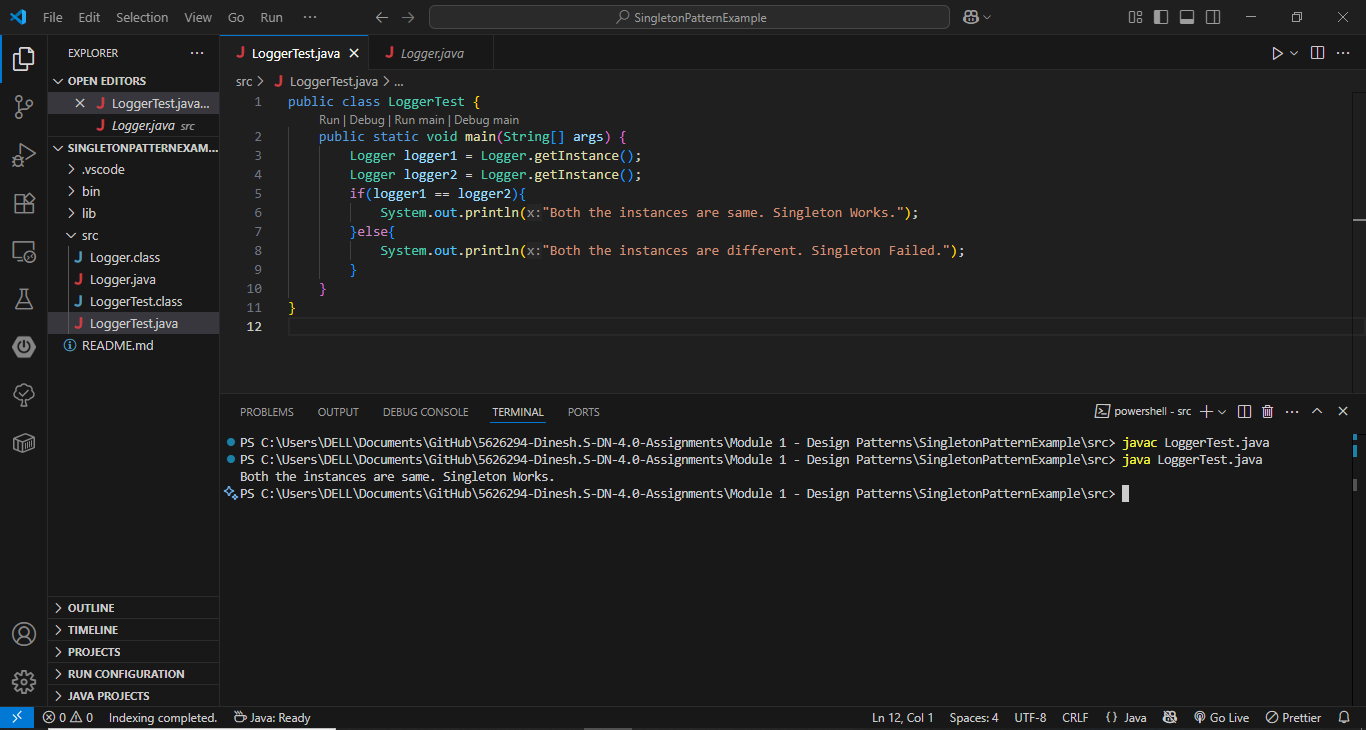 File Edit Selection View Go Run ··· SingletonPatternExample
EXPLORER ···
OPEN EDITORS
LoggerTest.java...
Logger.java src
SINGLETONPATTERNEXAM...
.vscode
bin
lib
src
Logger.class
Logger.java
LoggerTest.class
LoggerTest.java
README.md
OUTLINE
TIMELINE
PROJECTS
RUN CONFIGURATION
JAVA PROJECTS
LoggerTest.java Logger.java
src > LoggerTest.java > ...
1 public class LoggerTest {
Run | Debug | Run main | Debug main
2 public static void main(String[] args) {
3 Logger logger1 = Logger.getInstance();
4 Logger logger2 = Logger.getInstance();
5 if(logger1 == logger2){
6 System.out.println(x:"Both the instances are same. Singleton Works.");
7 }else{
8 System.out.println(x:"Both the instances are different. Singleton Failed.");
9 }
10 }
11 }
12
PROBLEMS OUTPUT DEBUG CONSOLE TERMINAL PORTS powershell - src
PS C:\Users\DELL\Documents\GitHub\5626294-Dinesh.S-DN-4.0-Assignments\Module 1 - Design Patterns\SingletonPatternExample\src> javac LoggerTest.java
PS C:\Users\DELL\Documents\GitHub\5626294-Dinesh.S-DN-4.0-Assignments\Module 1 - Design Patterns\SingletonPatternExample\src> java LoggerTest.java
Both the instances are same. Singleton Works.
PS C:\Users\DELL\Documents\GitHub\5626294-Dinesh.S-DN-4.0-Assignments\Module 1 - Design Patterns\SingletonPatternExample\src>
0 0 Indexing completed. Java: Ready Ln 12, Col 1 Spaces: 4 UTF-8 CRLF {} Java Go Live Prettier